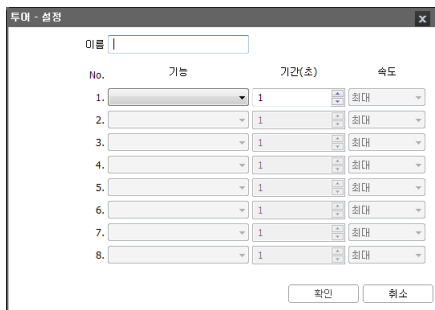 투어 - 설정
이름
No. 기능 기간(초) 속도
1. 1 최대
2. 1 최대
3. 1 최대
4. 1 최대
5. 1 최대
6. 1 최대
7. 1 최대
8. 1 최대
확인 취소